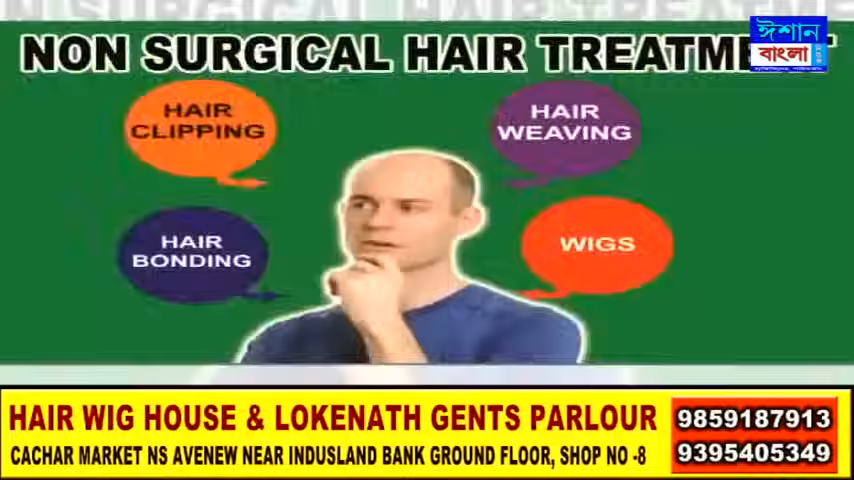 NON SURGICAL HAIR TREATM
ঈশান
বাংলা
HAIR
CLIPPING
HAIR
WEAVING
HAIR
BONDING
WIGS
HAIR WIG HOUSE & LOKENATH GENTS PARLOUR
CACHAR MARKET NS AVENEW NEAR INDUSLAND BANK GROUND FLOOR, SHOP NO -8
9859187913
9395405349